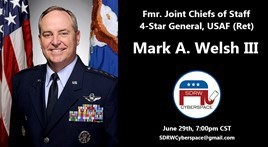 Fmr. Joint Chiefs of Staff
4-Star General, USAF (Ret)
Mark A. Welsh III
SDRW
CYBERSPACE
June 29th, 7:00pm CST
SDRWCyberspace@gmail.com